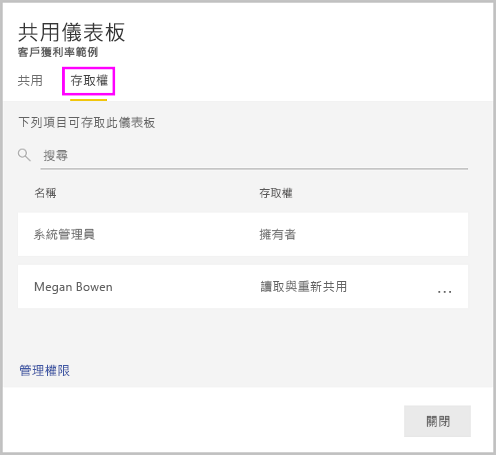 共用儀表板
客戶獲利率範例
共用 存取權
下列項目可存取此儀表板
搜尋
名稱 存取權
系統管理員 擁有者
Megan Bowen 讀取與重新共用 ...
管理權限
關閉